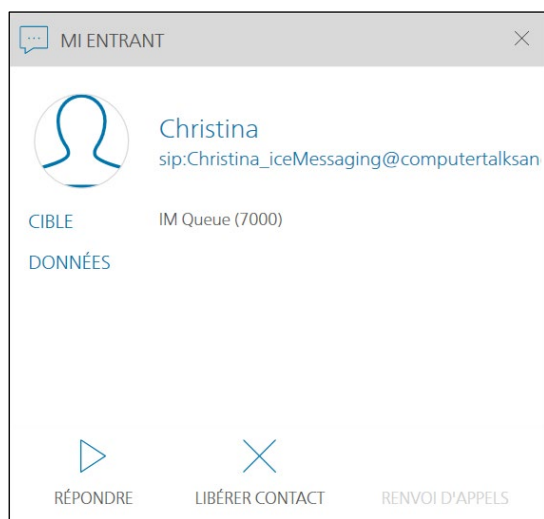 MI ENTRANT
Christina
sip:Christina_iceMessaging@computertalksan
CIBLE IM Queue (7000)
DONNÉES
RÉPONDRE LIBÉRER CONTACT RENVOI D'APPELS